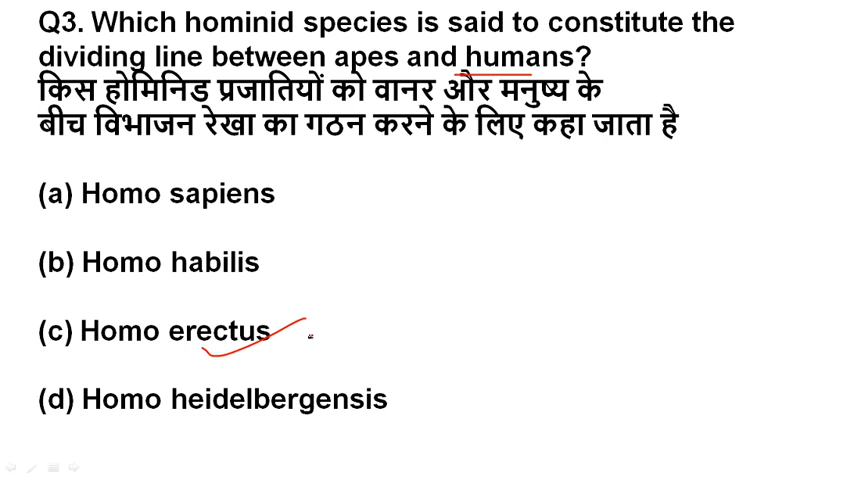 Q3. Which hominid species is said to constitute the
dividing line between apes and humans?
किस होमिनिड प्रजातियों को वानर और मनुष्य के
बीच विभाजन रेखा का गठन करने के लिए कहा जाता है
(a) Homo sapiens
(b) Homo habilis
(c) Homo erectus
(d) Homo heidelbergensis